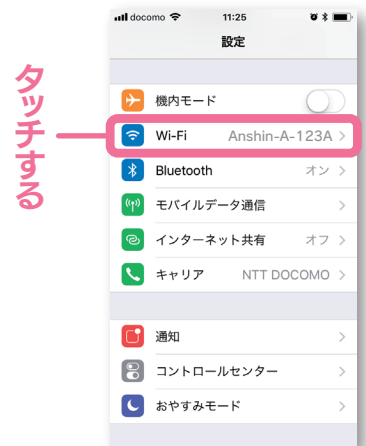 docomo 11:25
設定
機内モード
タッチする
Wi-Fi Anshin-A-123A
Bluetooth オン
モバイルデータ通信
インターネット共有 オフ
キャリア NTT DOCOMO
通知
コントロールセンター
おやすみモード